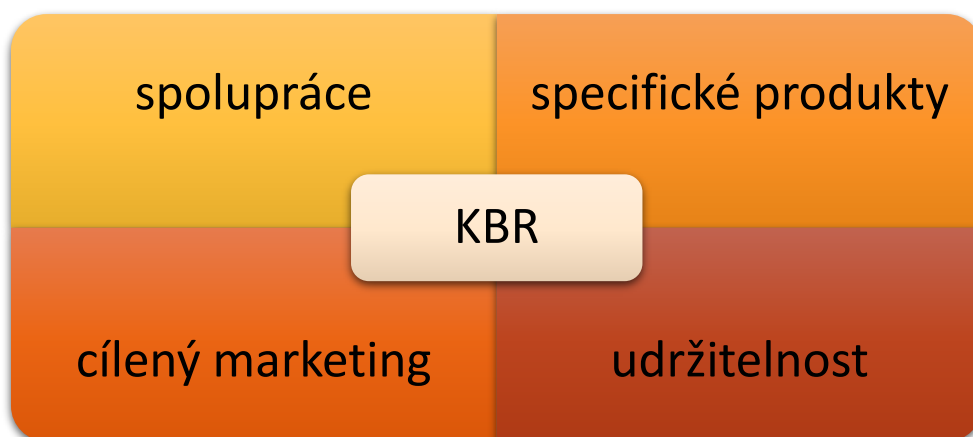 spolupráce
specifické produkty
KBR
cílený marketing
udržitelnost